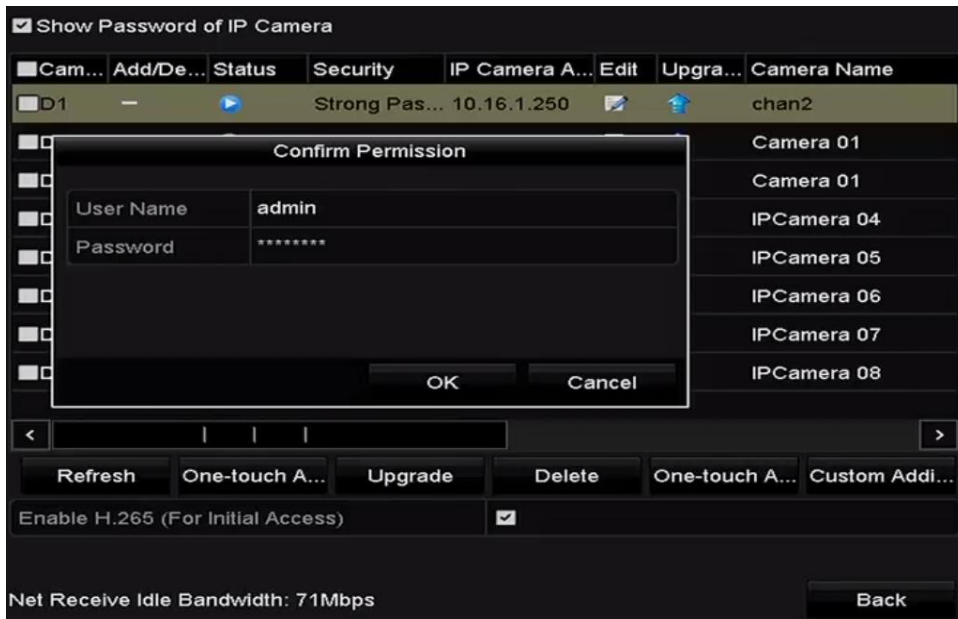 Show Password of IP Camera
Cam... Add/De... Status Security IP Camera A... Edit Upgra... Camera Name
D1 — Strong Pas... 10.16.1.250 chan2
D Camera 01
D Camera 01
D IPCamera 04
D IPCamera 05
D IPCamera 06
D IPCamera 07
D IPCamera 08
Confirm Permission
User Name admin
Password ********
OK Cancel
Refresh One-touch A... Upgrade Delete One-touch A... Custom Addi...
Enable H.265 (For Initial Access)
Net Receive Idle Bandwidth: 71Mbps Back